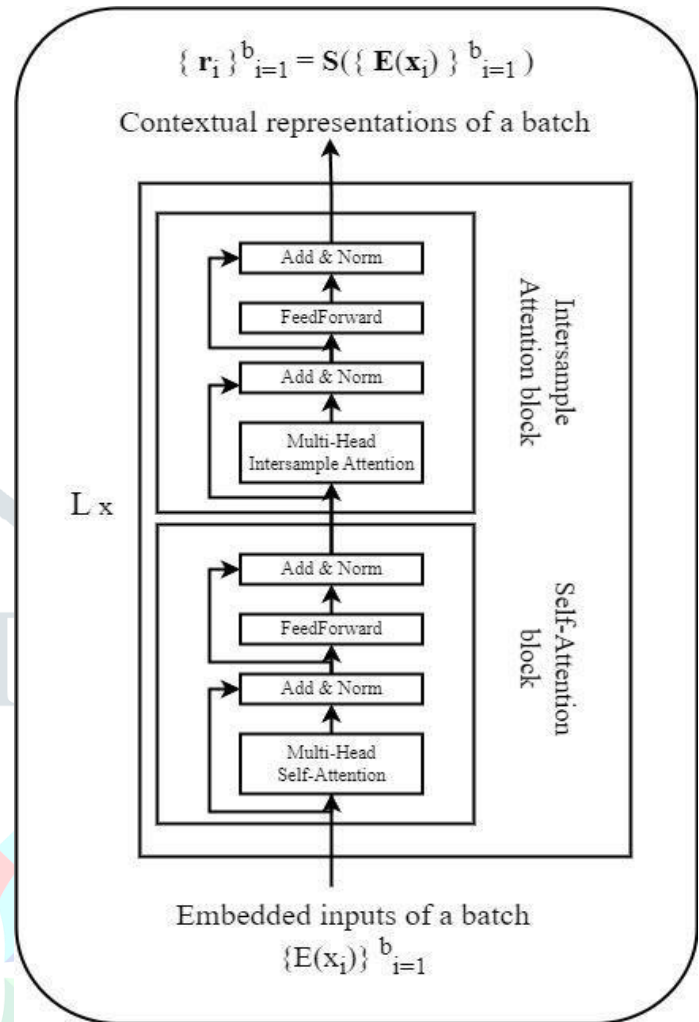 { r_i }^b_{i=1} = S({ E(x_i) }^b_{i=1} )
Contextual representations of a batch
Add & Norm
FeedForward
Add & Norm
Multi-Head
Intersample Attention
Intersample
Attention block
L x
Add & Norm
FeedForward
Add & Norm
Multi-Head
Self-Attention
Self-Attention
block
Embedded inputs of a batch
{E(x_i)}^b_{i=1}